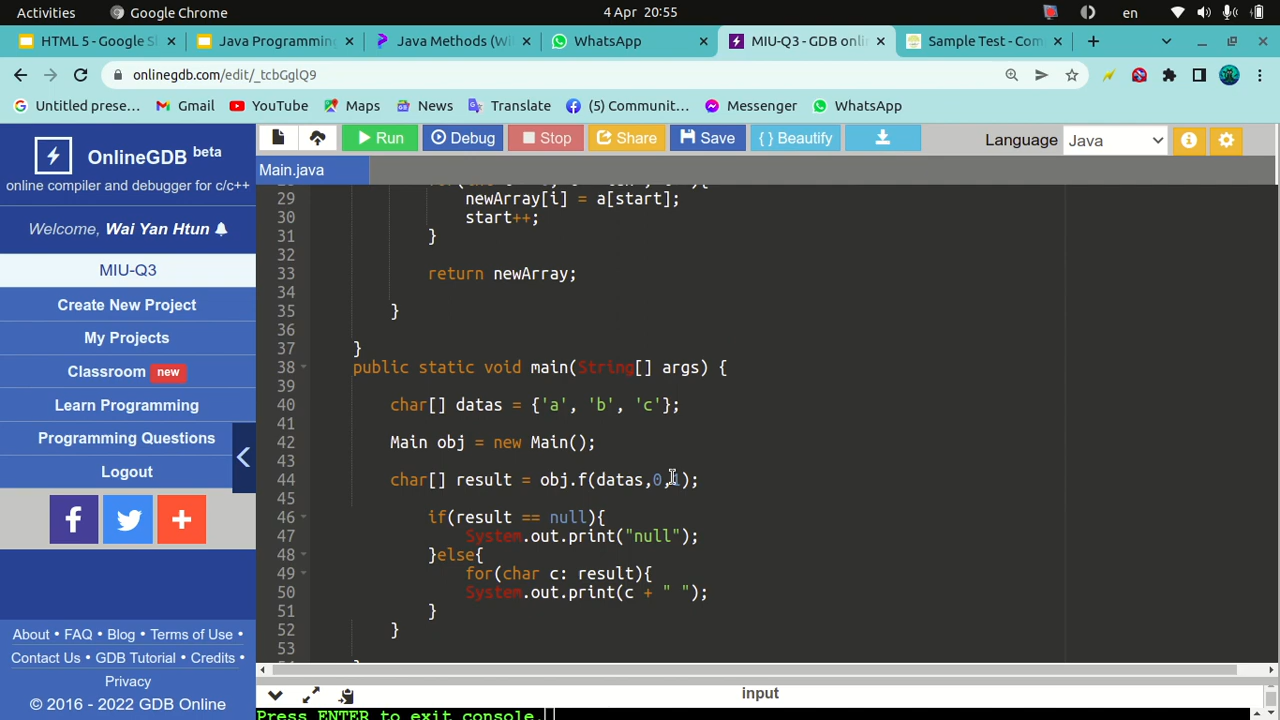 Activities
Google Chrome
4 Apr 20:55
en
HTML 5 - Google Sl
Java Programming
Java Methods (Wi
WhatsApp
MIU-Q3 - GDB onli
Sample Test - Com
onlinegdb.com/edit/_tcbGglQ9
Untitled prese...
Gmail
YouTube
Maps
News
Translate
(5) Communit...
Messenger
WhatsApp
OnlineGDB beta
online compiler and debugger for c/c++
Run
Debug
Stop
Share
Save
{ } Beautify
Language
Java
Main.java
Welcome, Wai Yan Htun
MIU-Q3
Create New Project
My Projects
Classroom new
Learn Programming
Programming Questions
Logout
About • FAQ • Blog • Terms of Use •
Contact Us • GDB Tutorial • Credits •
Privacy
© 2016 - 2022 GDB Online
29 newArray[i] = a[start];
30 start++;
31 }
32
33 return newArray;
34
35 }
36
37 }
38 public static void main(String[] args) {
39
40 char[] datas = {'a', 'b', 'c'};
41
42 Main obj = new Main();
43
44 char[] result = obj.f(datas,0,1);
45
46 if(result == null){
47 System.out.print("null");
48 }else{
49 for(char c: result){
50 System.out.print(c + " ");
51 }
52 }
53
input
Press ENTER to exit console.